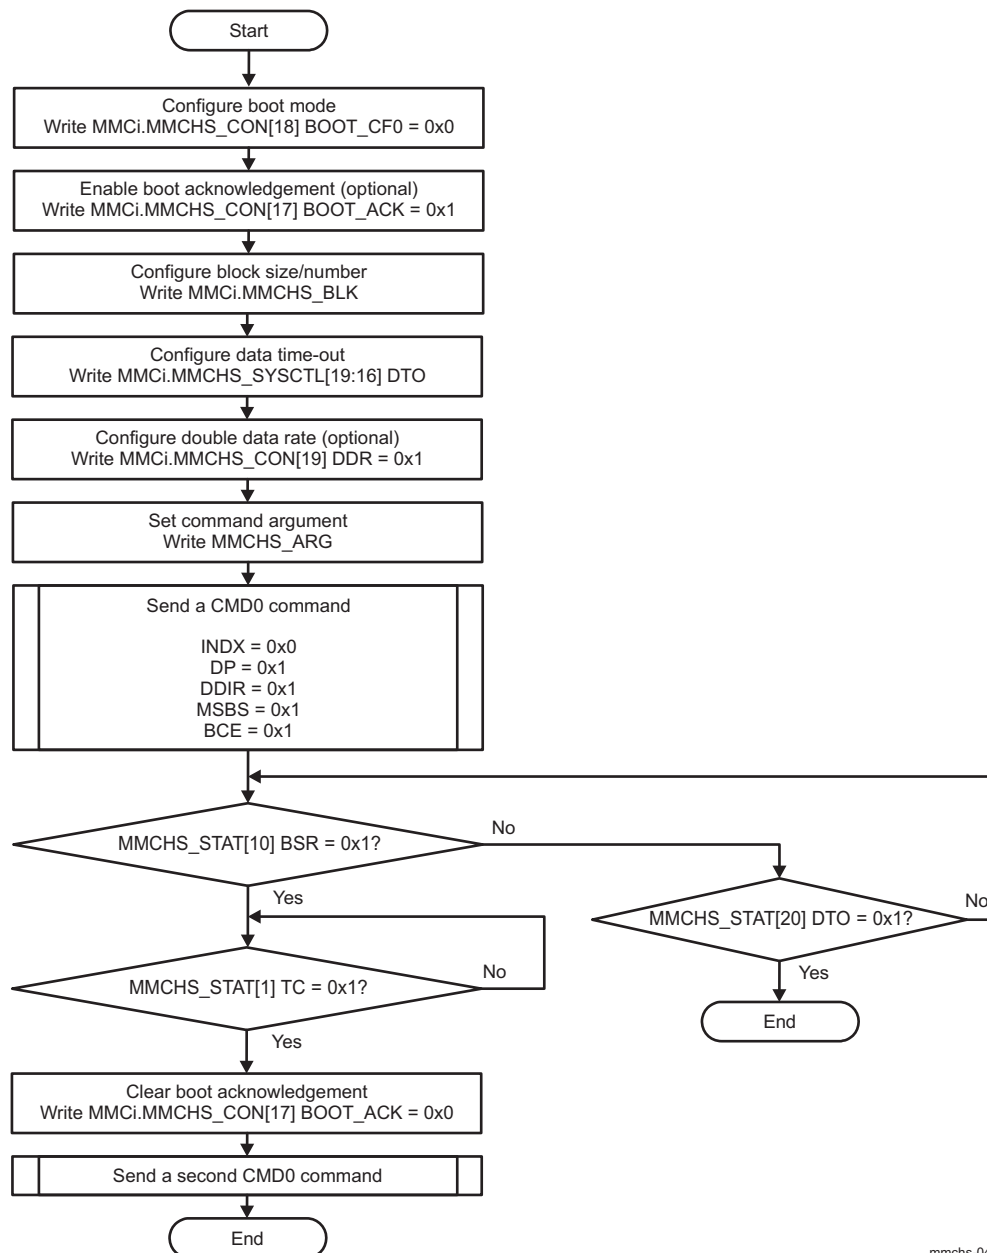 Start
Configure boot mode
Write MMCi.MMCHS_CON[18] BOOT_CF0 = 0x0
Enable boot acknowledgement (optional)
Write MMCi.MMCHS_CON[17] BOOT_ACK = 0x1
Configure block size/number
Write MMCi.MMCHS_BLK
Configure data time-out
Write MMCi.MMCHS_SYSCTL[19:16] DTO
Configure double data rate (optional)
Write MMCi.MMCHS_CON[19] DDR = 0x1
Set command argument
Write MMCHS_ARG
Send a CMD0 command
INDX = 0x0
DP = 0x1
DDIR = 0x1
MSBS = 0x1
BCE = 0x1
MMCHS_STAT[10] BSR = 0x1?
No
Yes
MMCHS_STAT[20] DTO = 0x1?
No
Yes
End
MMCHS_STAT[1] TC = 0x1?
No
Yes
Clear boot acknowledgement
Write MMCi.MMCHS_CON[17] BOOT_ACK = 0x0
Send a second CMD0 command
End